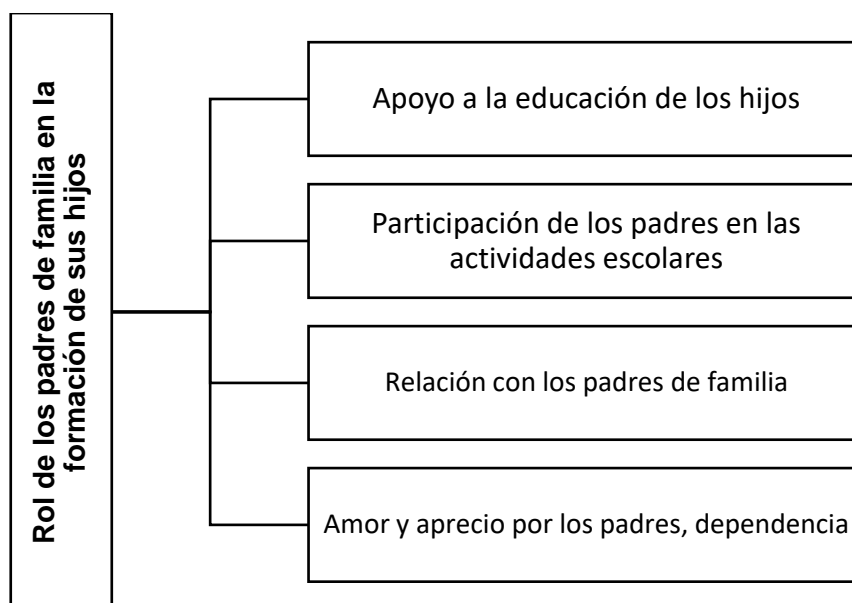 Rol de los padres de familia en la
formación de sus hijos
Apoyo a la educación de los hijos
Participación de los padres en las
actividades escolares
Relación con los padres de familia
Amor y aprecio por los padres, dependencia